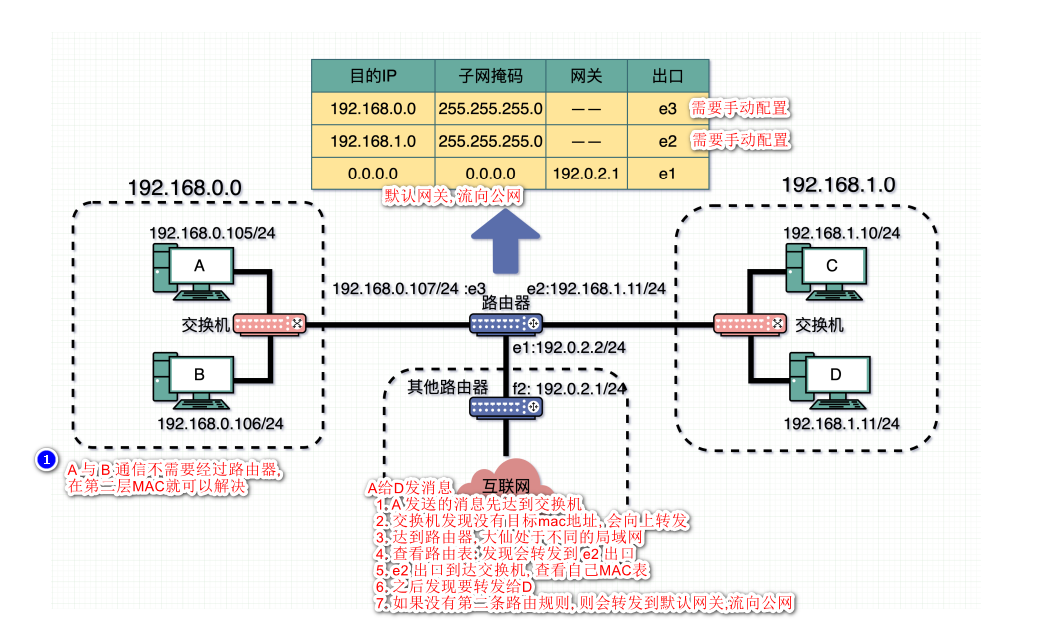 目的IP 子网掩码 网关 出口
192.168.0.0 255.255.255.0 —— e3 需要手动配置
192.168.1.0 255.255.255.0 —— e2 需要手动配置
0.0.0.0 0.0.0.0 192.0.2.1 e1
默认网关, 流向公网
192.168.0.0
192.168.1.0
192.168.0.105/24
192.168.1.10/24
A
C
192.168.0.107/24 :e3
e2:192.168.1.11/24
路由器
交换机
交换机
e1:192.0.2.2/24
B
D
其他路由器
f2: 192.0.2.1/24
192.168.0.106/24
192.168.1.11/24
1
A 与 B 通信不需要经过路由器,
在第二层MAC就可以解决
互联网
A给D发消息
1. A 发送的消息先达到交换机
2. 交换机发现没有目标mac地址, 会向上转发
3. 达到路由器, 大仙处于不同的局域网
4. 查看路由表: 发现会转发到 e2 出口
5. e2 出口到达交换机, 查看自己MAC表
6. 之后发现要转发给D
7. 如果没有第二条路由规则, 则会转发到默认网关,流向公网